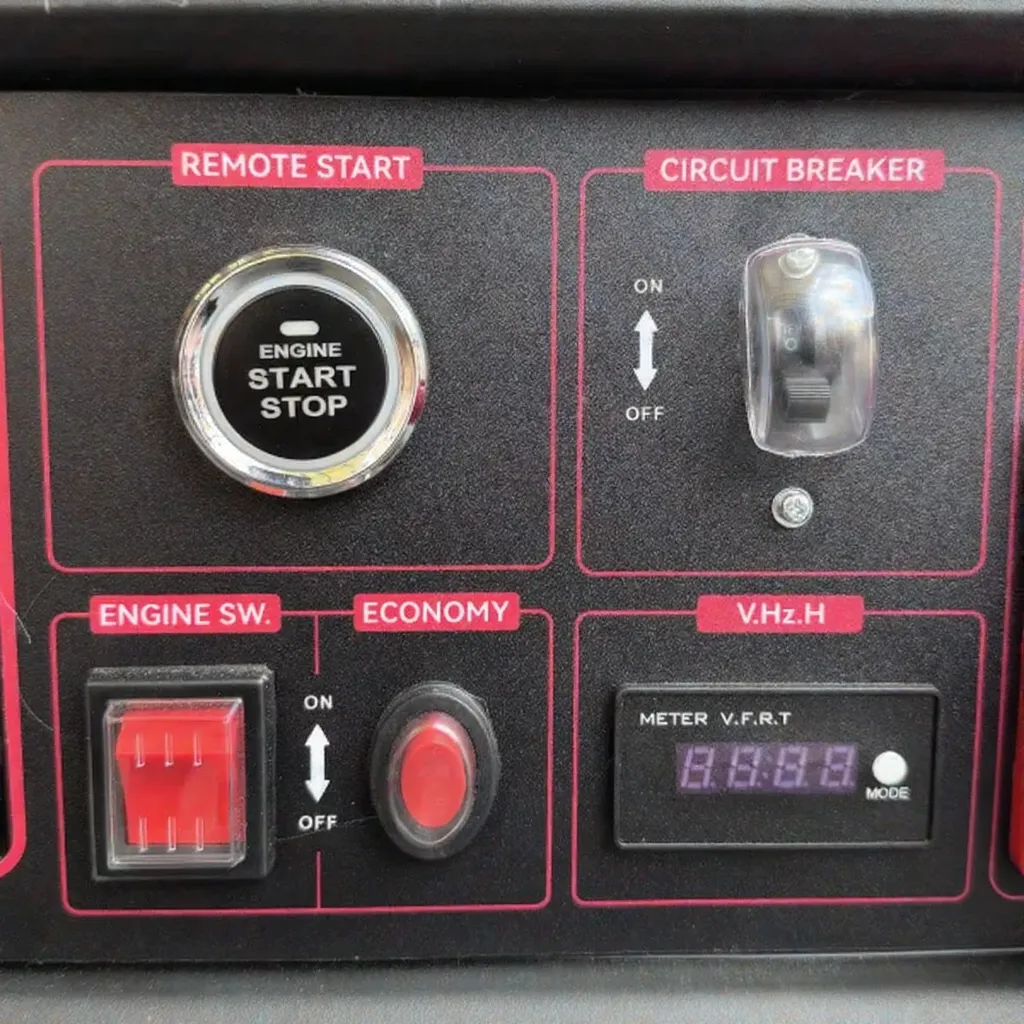 REMOTE START
CIRCUIT BREAKER
ENGINE
START
STOP
ON
OFF
ENGINE SW.
ECONOMY
V.Hz.H
ON
OFF
METER V.F.R.T
MODE